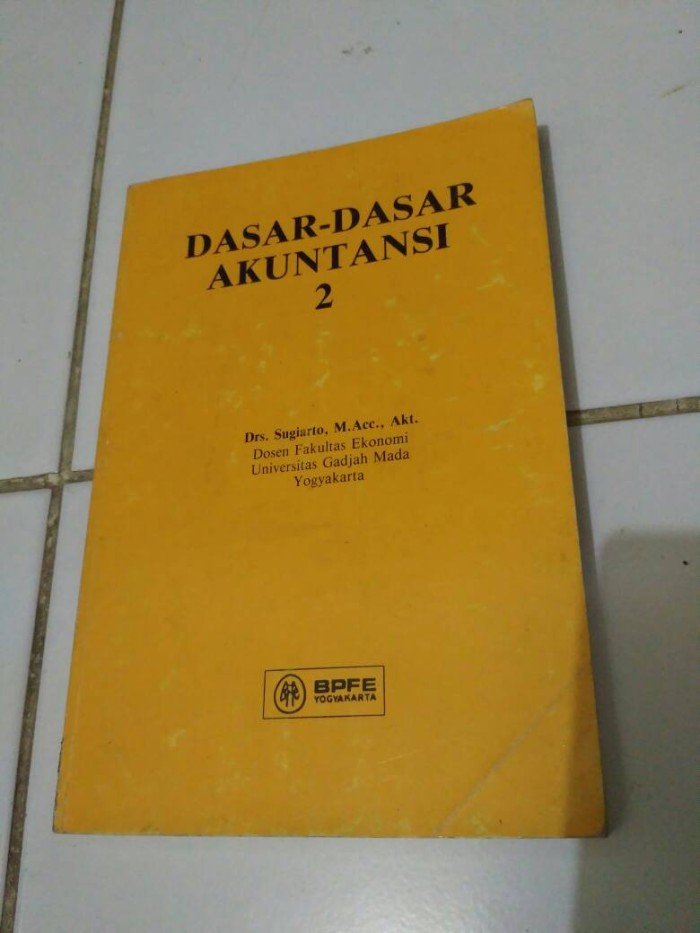 DASAR-DASAR
AKUNTANSI
2
Drs. Sugiarto, M.Acc., Akt.
Dosen Fakultas Ekonomi
Universitas Gadjah Mada
Yogyakarta
BPFE
YOGYAKARTA